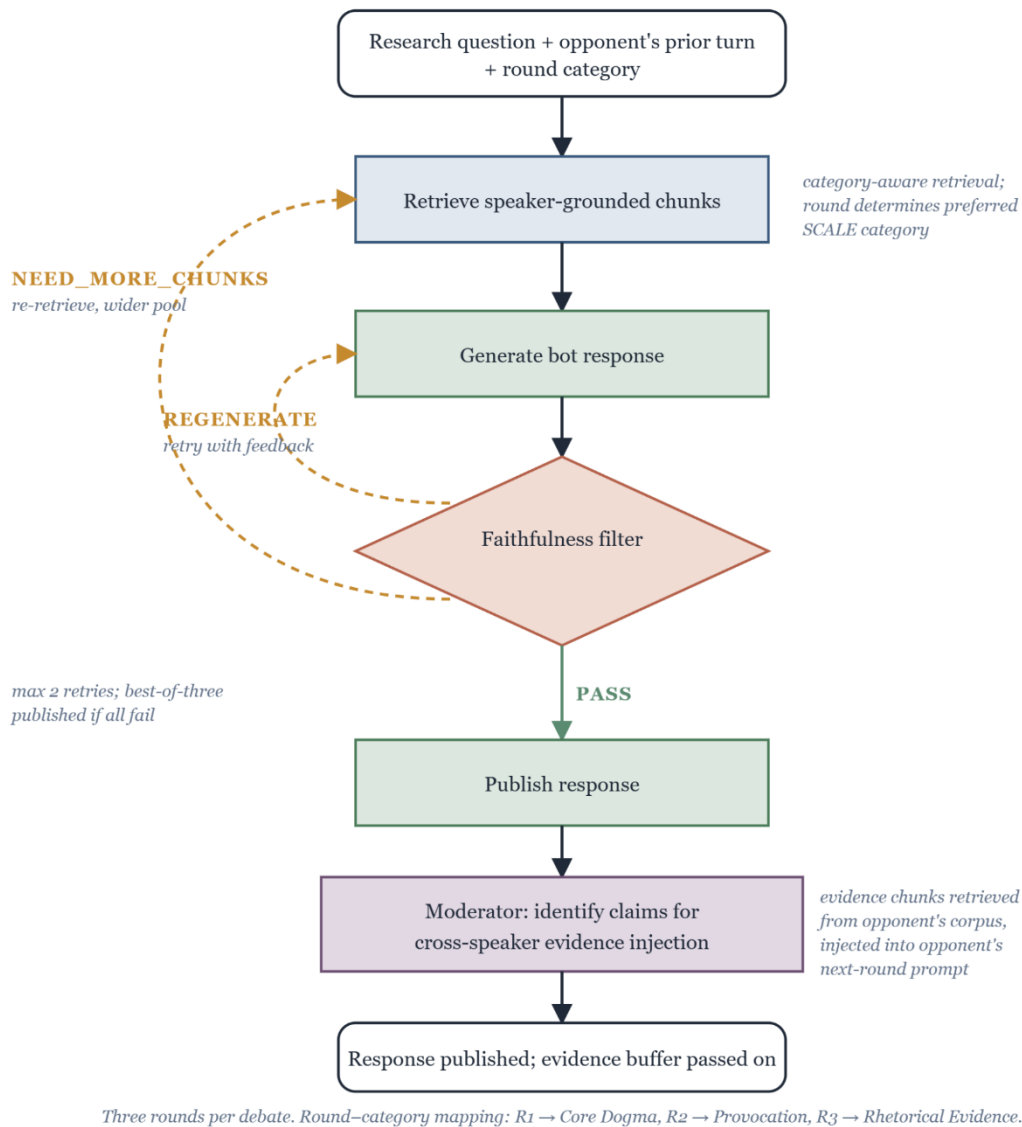 Research question + opponent's prior turn
+ round category
Retrieve speaker-grounded chunks
category-aware retrieval;
round determines preferred
SCALE category
NEED_MORE_CHUNKS
re-retrieve, wider pool
Generate bot response
REGENERATE
retry with feedback
Faithfulness filter
max 2 retries; best-of-three
published if all fail
PASS
Publish response
Moderator: identify claims for
cross-speaker evidence injection
evidence chunks retrieved
from opponent's corpus,
injected into opponent's
next-round prompt
Response published; evidence buffer passed on
Three rounds per debate. Round–category mapping: R1 → Core Dogma, R2 → Provocation, R3 → Rhetorical Evidence.